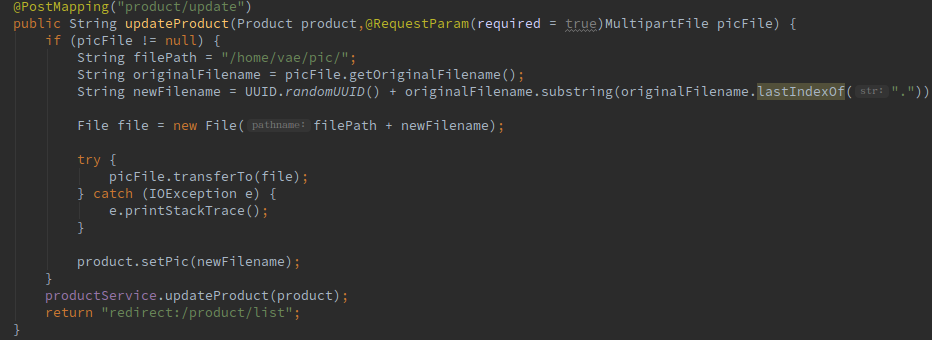 @PostMapping("product/update")
public String updateProduct(Product product,@RequestParam(required = true)MultipartFile picFile) {
    if (picFile != null) {
        String filePath = "/home/vae/pic/";
        String originalFilename = picFile.getOriginalFilename();
        String newFilename = UUID.randomUUID() + originalFilename.substring(originalFilename.lastIndexOf( str: "."))
        File file = new File( pathname: filePath + newFilename);
        try {
            picFile.transferTo(file);
        } catch (IOException e) {
            e.printStackTrace();
        }
        product.setPic(newFilename);
    }
    productService.updateProduct(product);
    return "redirect:/product/list";
}